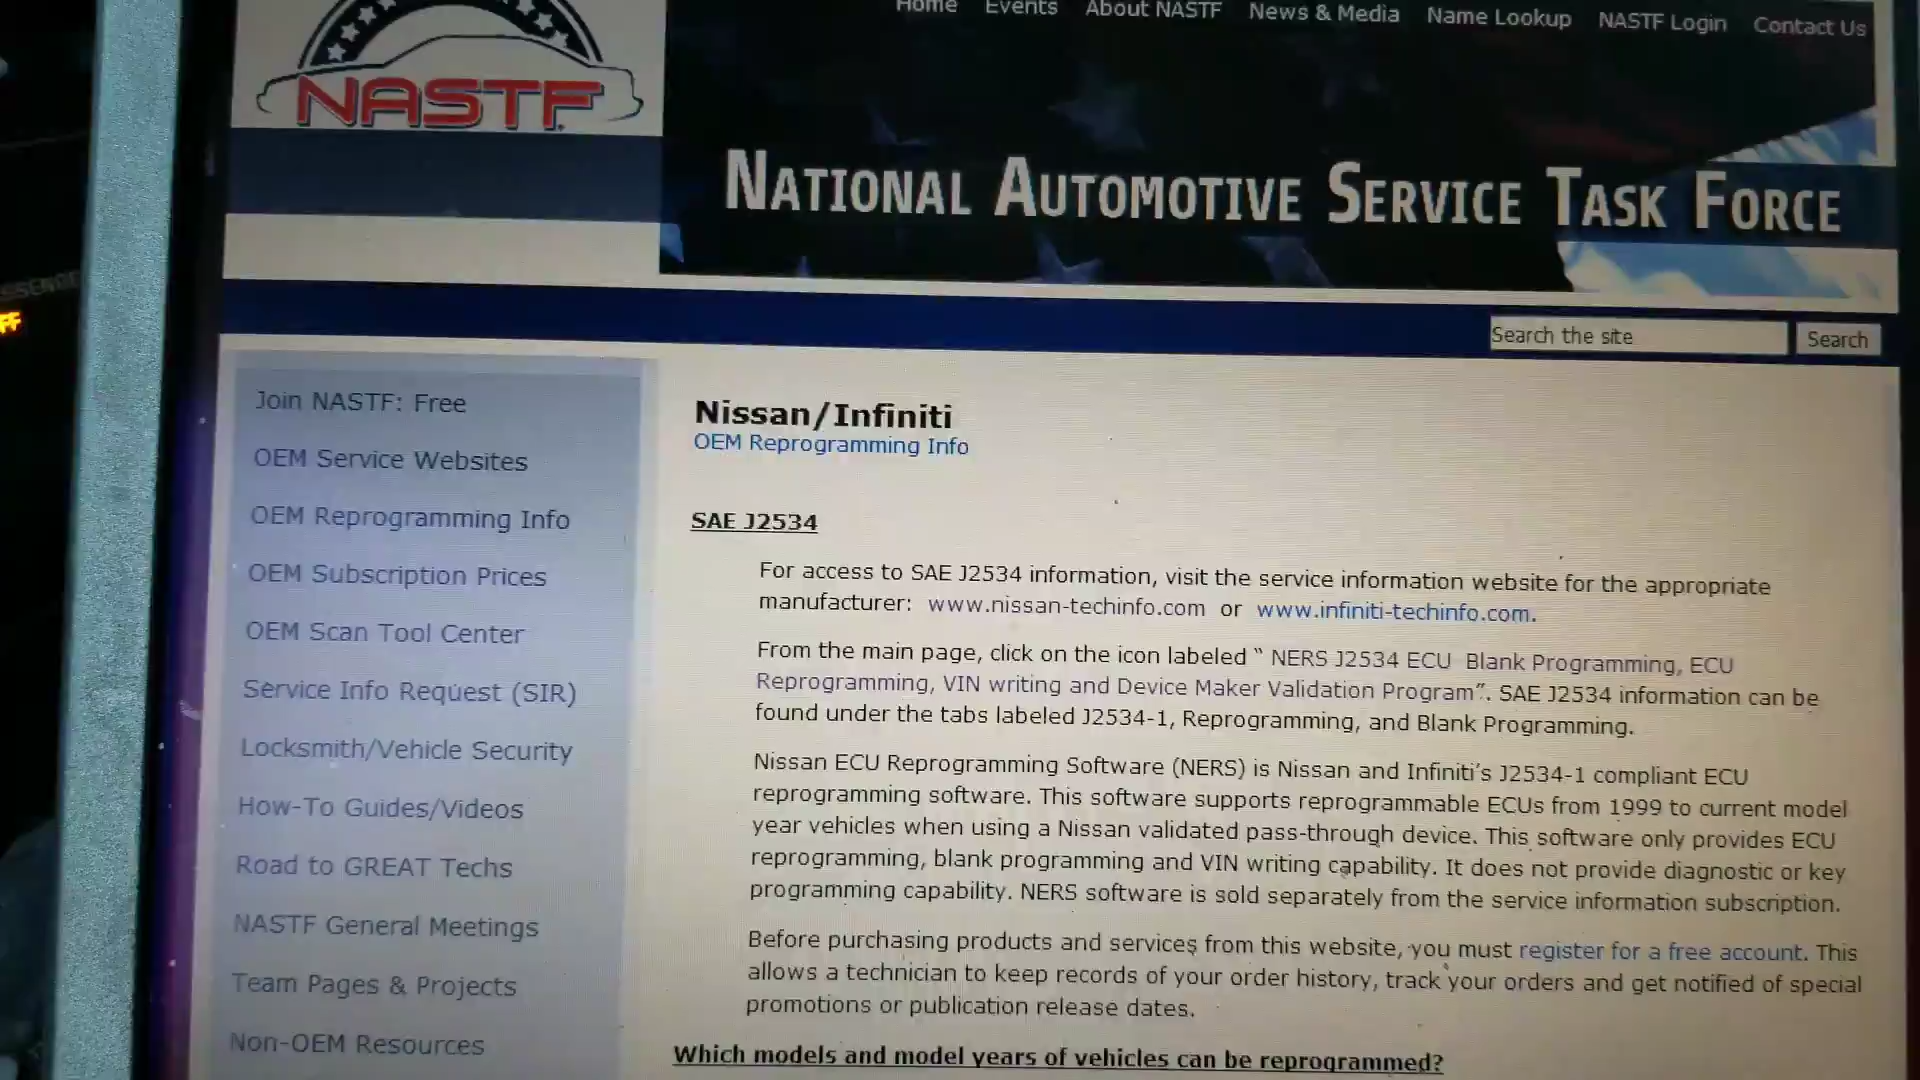 Home Events About NASTF News & Media Name Lookup NASTF Login Contact Us
NASTF
NATIONAL AUTOMOTIVE SERVICE TASK FORCE
Search the site Search
Join NASTF: Free
OEM Service Websites
OEM Reprogramming Info
OEM Subscription Prices
OEM Scan Tool Center
Service Info Request (SIR)
Locksmith/Vehicle Security
How-To Guides/Videos
Road to GREAT Techs
NASTF General Meetings
Team Pages & Projects
Non-OEM Resources
Nissan/Infiniti
OEM Reprogramming Info
SAE J2534
For access to SAE J2534 information, visit the service information website for the appropriate
manufacturer: www.nissan-techinfo.com or www.infiniti-techinfo.com.
From the main page, click on the icon labeled “ NERS J2534 ECU Blank Programming, ECU
Reprogramming, VIN writing and Device Maker Validation Program”. SAE J2534 information can be
found under the tabs labeled J2534-1, Reprogramming, and Blank Programming.
Nissan ECU Reprogramming Software (NERS) is Nissan and Infiniti’s J2534-1 compliant ECU
reprogramming software. This software supports reprogrammable ECUs from 1999 to current model
year vehicles when using a Nissan validated pass-through device. This software only provides ECU
reprogramming, blank programming and VIN writing capability. It does not provide diagnostic or key
programming capability. NERS software is sold separately from the service information subscription.
Before purchasing products and services from this website, you must register for a free account. This
allows a technician to keep records of your order history, track your orders and get notified of special
promotions or publication release dates.
Which models and model years of vehicles can be reprogrammed?